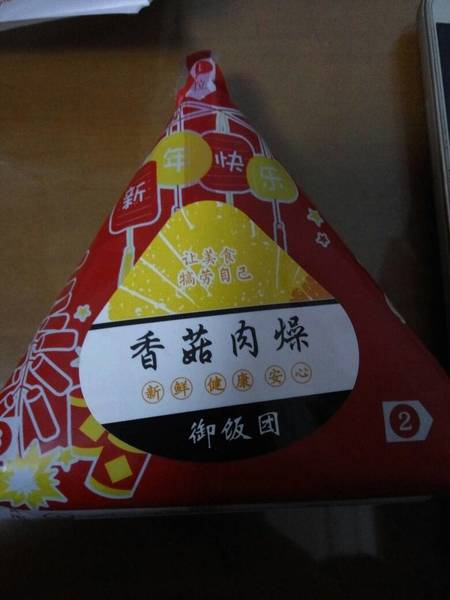 1
新年快乐
让美食
犒劳自己
香菇肉燥
新鲜健康安心
御饭团
2